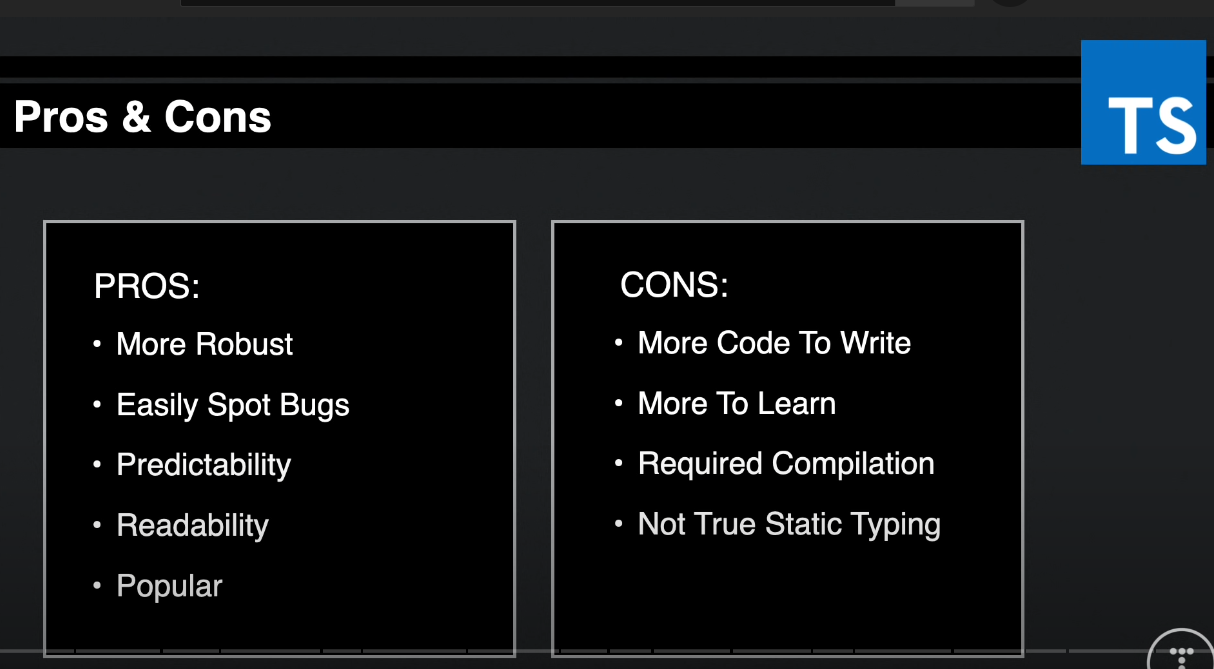 Pros & Cons
TS
PROS:
• More Robust
• Easily Spot Bugs
• Predictability
• Readability
• Popular
CONS:
• More Code To Write
• More To Learn
• Required Compilation
• Not True Static Typing